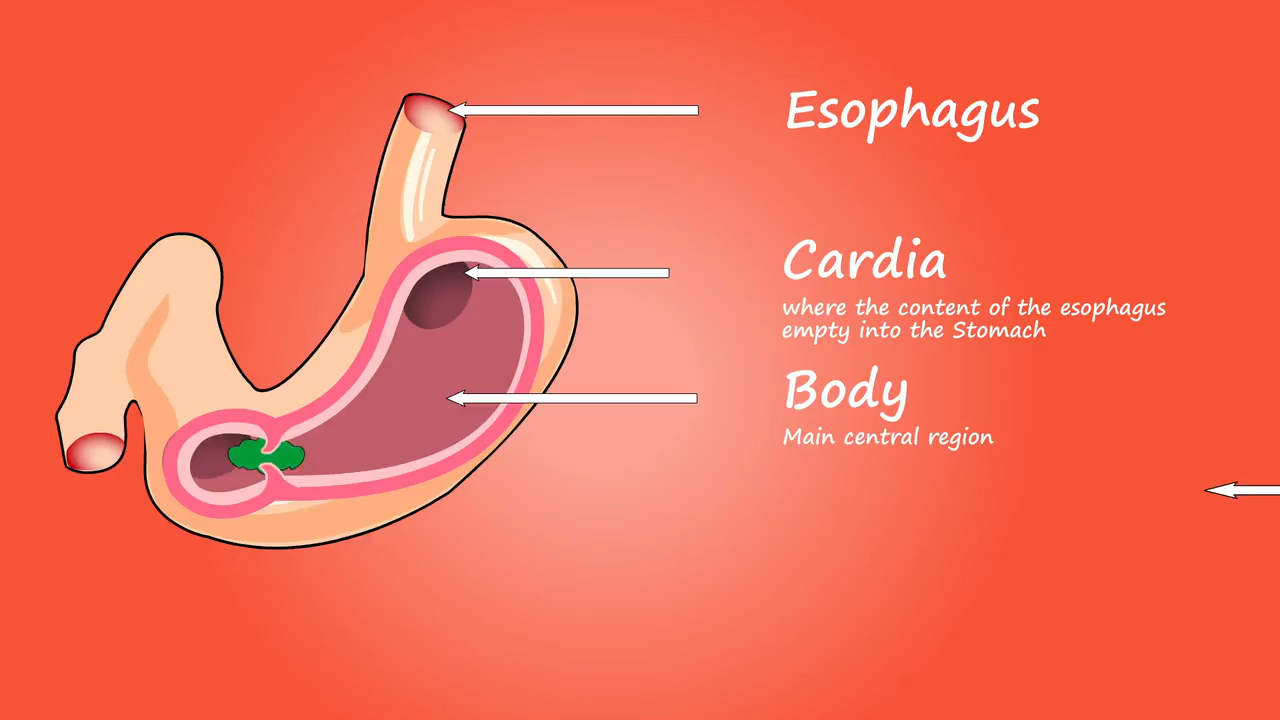 Esophagus
Cardia
where the content of the esophagus
empty into the Stomach
Body
Main central region